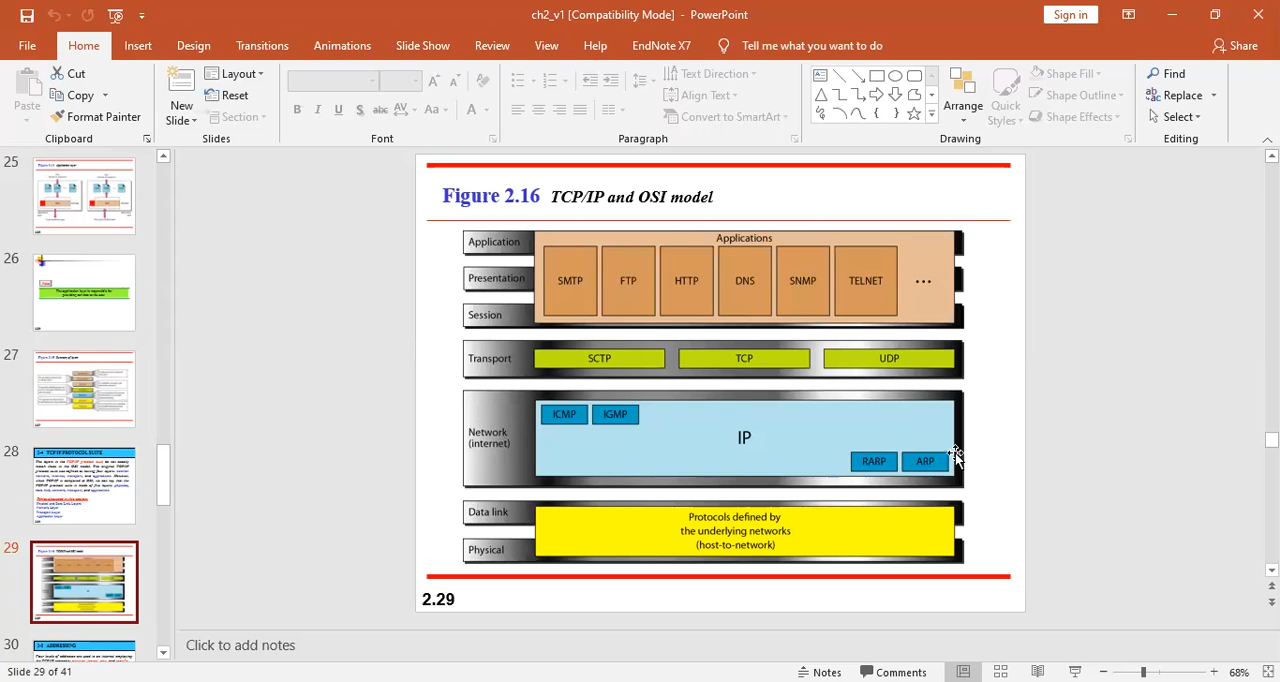 ch2_v1 [Compatibility Mode] - PowerPoint
Sign in
File Home Insert Design Transitions Animations Slide Show Review View Help EndNote X7 Tell me what you want to do Share
Paste
Cut
Copy
Format Painter
Clipboard
New Slide
Layout
Reset
Section
Slides
Font
Text Direction
Align Text
Convert to SmartArt
Paragraph
Arrange
Quick Styles
Shape Fill
Shape Outline
Shape Effects
Drawing
Find
Replace
Select
Editing
25
26
27
28
29
30
Figure 2.16 TCP/IP and OSI model
Application
Presentation
Session
Applications
SMTP FTP HTTP DNS SNMP TELNET ...
Transport SCTP TCP UDP
Network
(internet)
ICMP IGMP
IP
RARP ARP
Data link
Physical
Protocols defined by
the underlying networks
(host-to-network)
2.29
Click to add notes
Slide 29 of 41 Notes Comments 68%